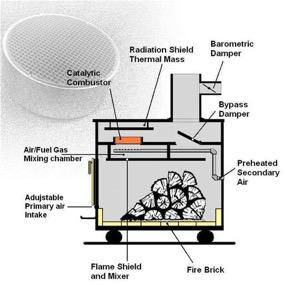 Barometric
Damper
Radiation Shield
Thermal Mass
Catalytic
Combustor
Bypass
Damper
Air/Fuel Gas
Mixing chamber
Preheated
Secondary
Air
Adujstable
Primary air
Intake
Flame Shield
and Mixer
Fire Brick